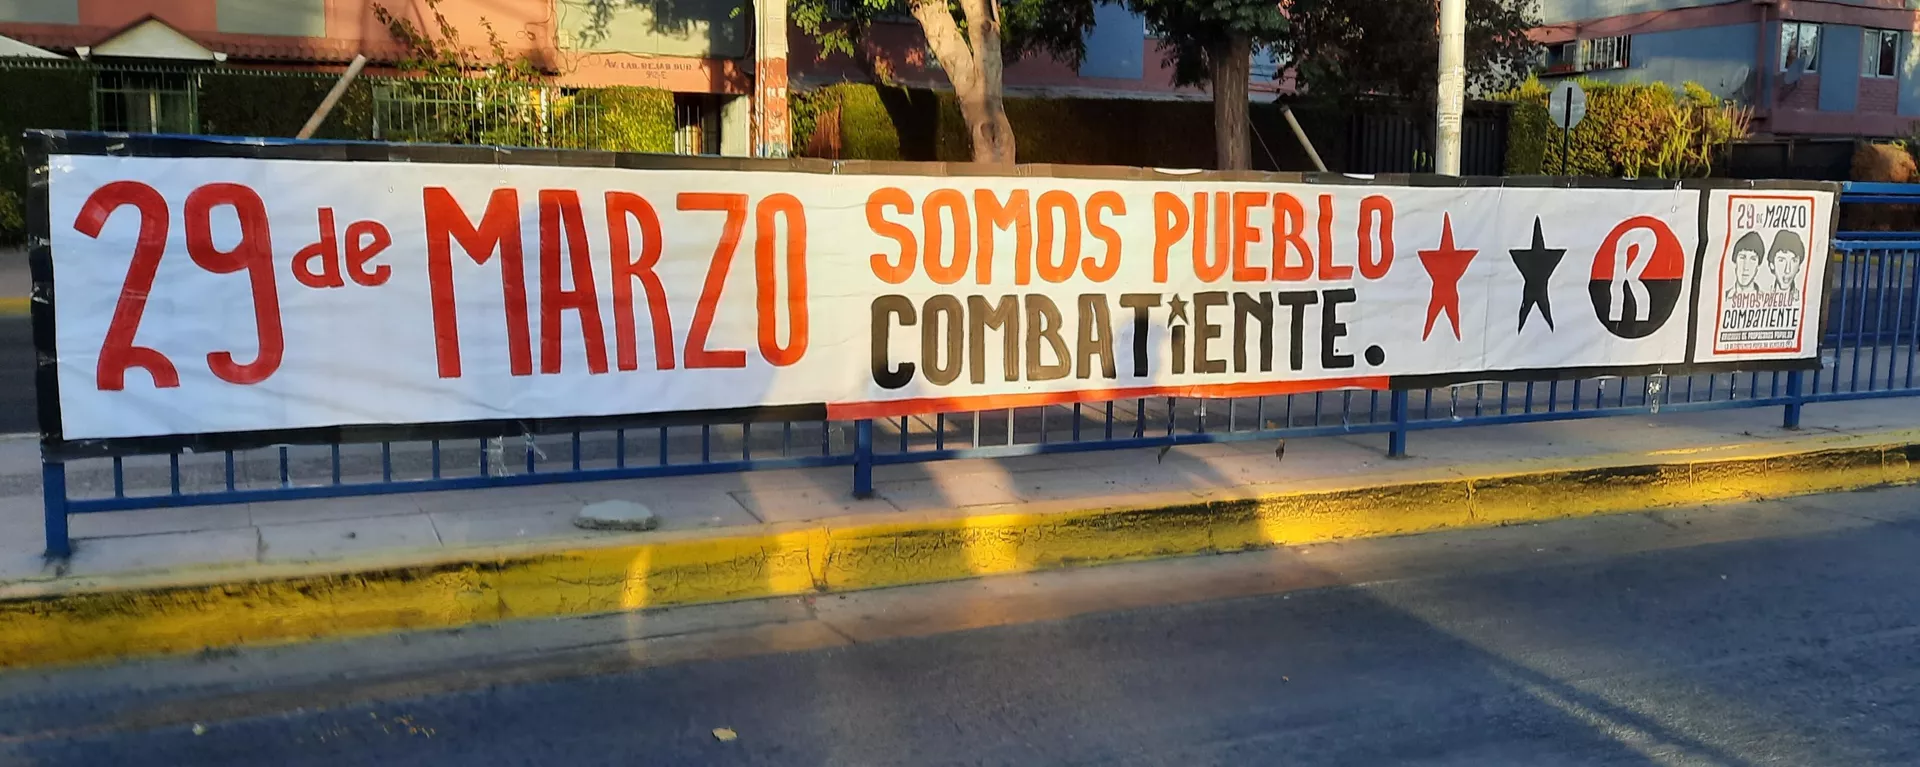 29 de MARZO
SOMOS PUEBLO
COMBATIENTE.
R
29 DE MARZO
SOMOS PUEBLO
COMBATIENTE